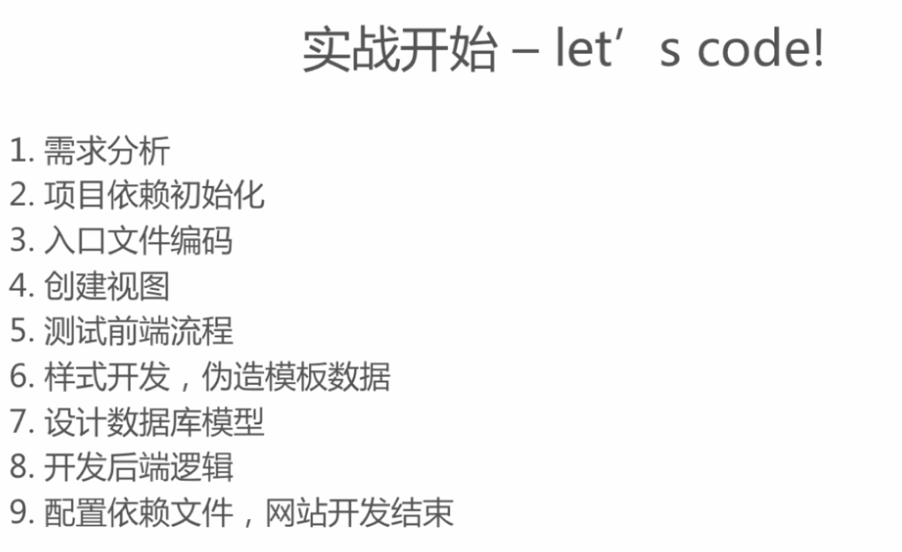 实战开始 – let’s code!
1. 需求分析
2. 项目依赖初始化
3. 入口文件编码
4. 创建视图
5. 测试前端流程
6. 样式开发，伪造模板数据
7. 设计数据库模型
8. 开发后端逻辑
9. 配置依赖文件，网站开发结束